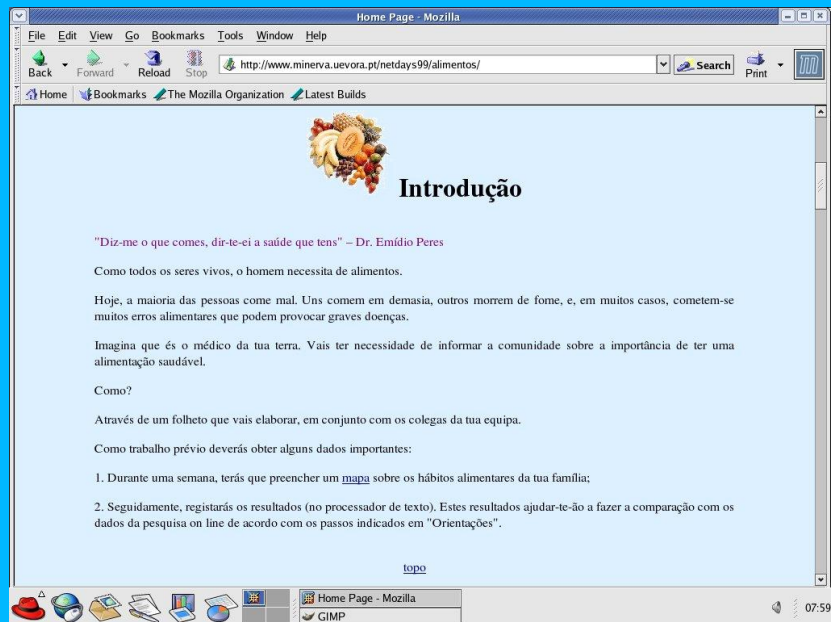 Home Page - Mozilla
File Edit View Go Bookmarks Tools Window Help
Back Forward Reload Stop http://www.minerva.uevora.pt/netdays99/alimentos/ Search Print
Home Bookmarks The Mozilla Organization Latest Builds
Introdução
"Diz-me o que comes, dir-te-ei a saúde que tens" – Dr. Emídio Peres
Como todos os seres vivos, o homem necessita de alimentos.
Hoje, a maioria das pessoas come mal. Uns comem em demasia, outros morrem de fome, e, em muitos casos, cometem-se
muitos erros alimentares que podem provocar graves doenças.
Imagina que és o médico da tua terra. Vais ter necessidade de informar a comunidade sobre a importância de ter uma
alimentação saudável.
Como?
Através de um folheto que vais elaborar, em conjunto com os colegas da tua equipa.
Como trabalho prévio deverás obter alguns dados importantes:
1. Durante uma semana, terás que preencher um mapa sobre os hábitos alimentares da tua família;
2. Seguidamente, registarás os resultados (no processador de texto). Estes resultados ajudar-te-ão a fazer a comparação com os
dados da pesquisa on line de acordo com os passos indicados em "Orientações".
topo
Home Page - Mozilla
GIMP
07:59